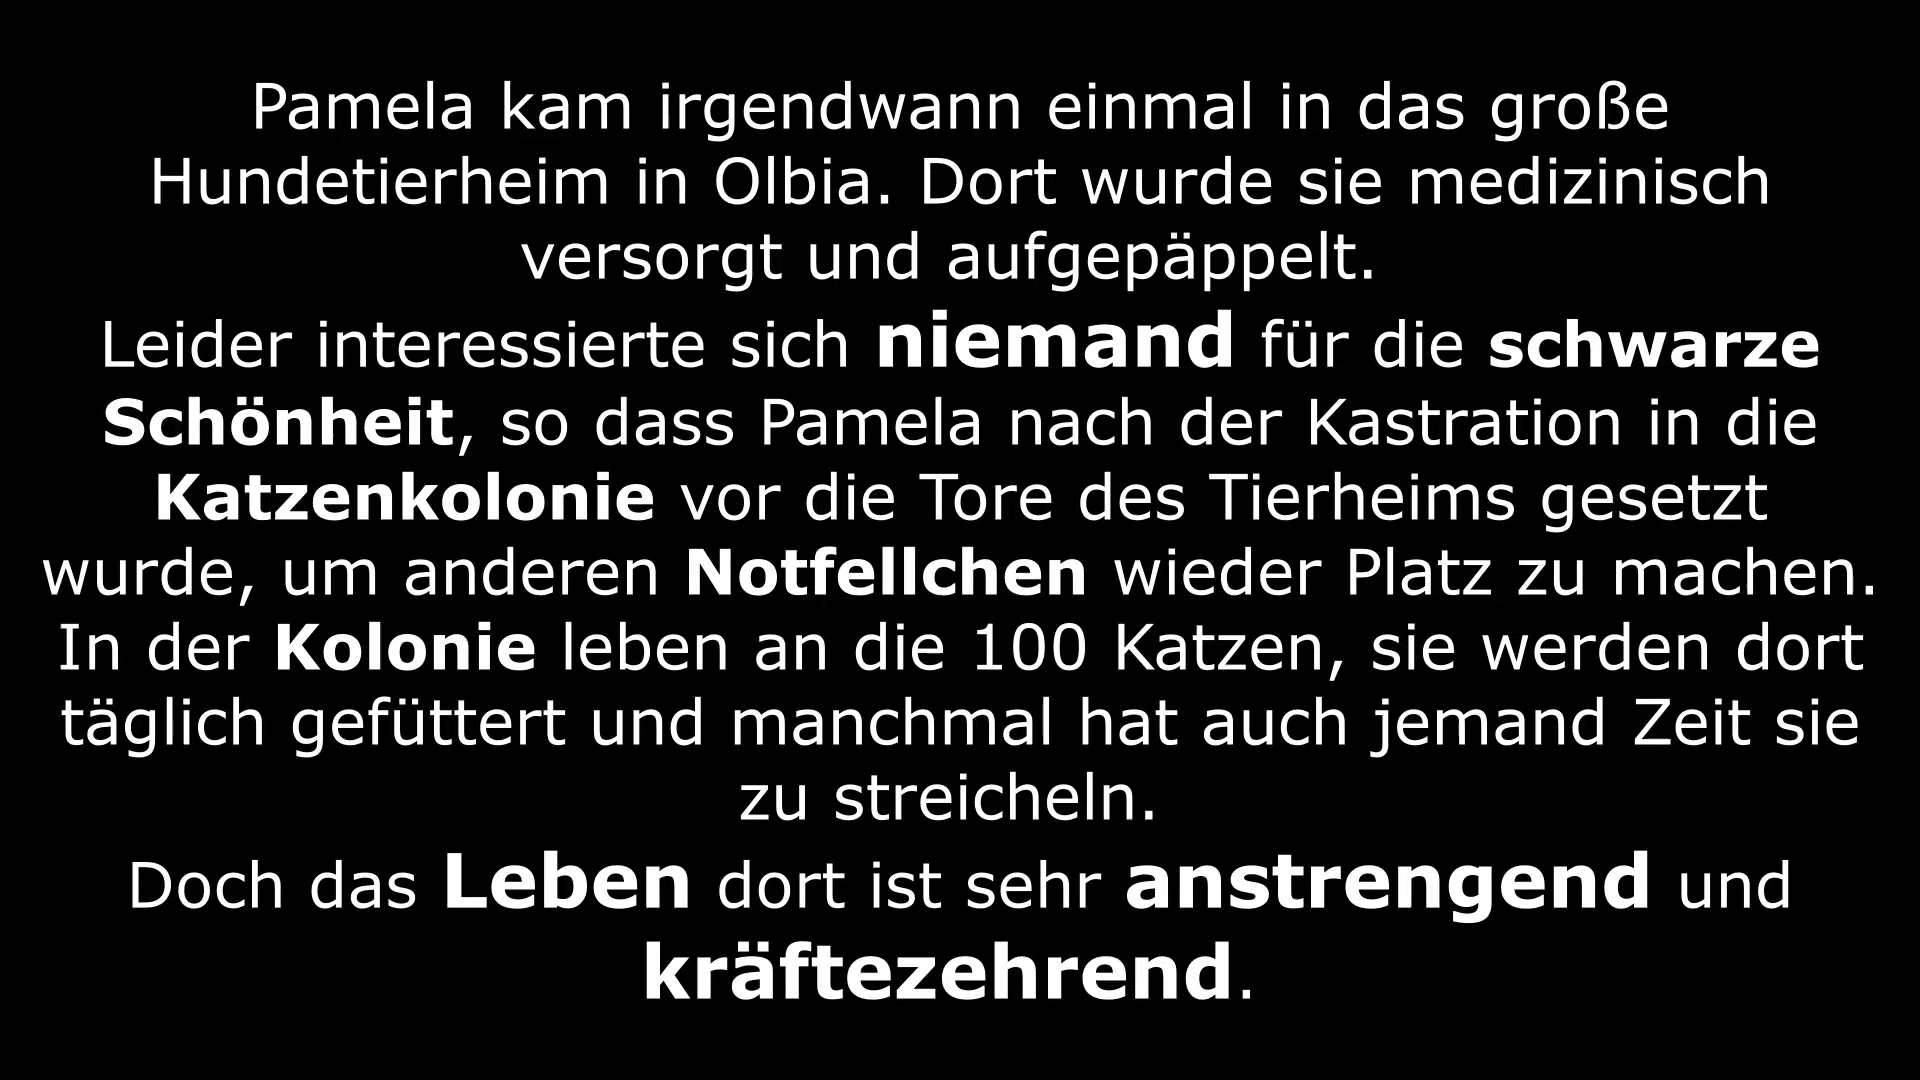 Pamela kam irgendwann einmal in das große
Hundetierheim in Olbia. Dort wurde sie medizinisch
versorgt und aufgepäppelt.
Leider interessierte sich niemand für die schwarze
Schönheit, so dass Pamela nach der Kastration in die
Katzenkolonie vor die Tore des Tierheims gesetzt
wurde, um anderen Notfellchen wieder Platz zu machen.
In der Kolonie leben an die 100 Katzen, sie werden dort
täglich gefüttert und manchmal hat auch jemand Zeit sie
zu streicheln.
Doch das Leben dort ist sehr anstrengend und
kräftezehrend.